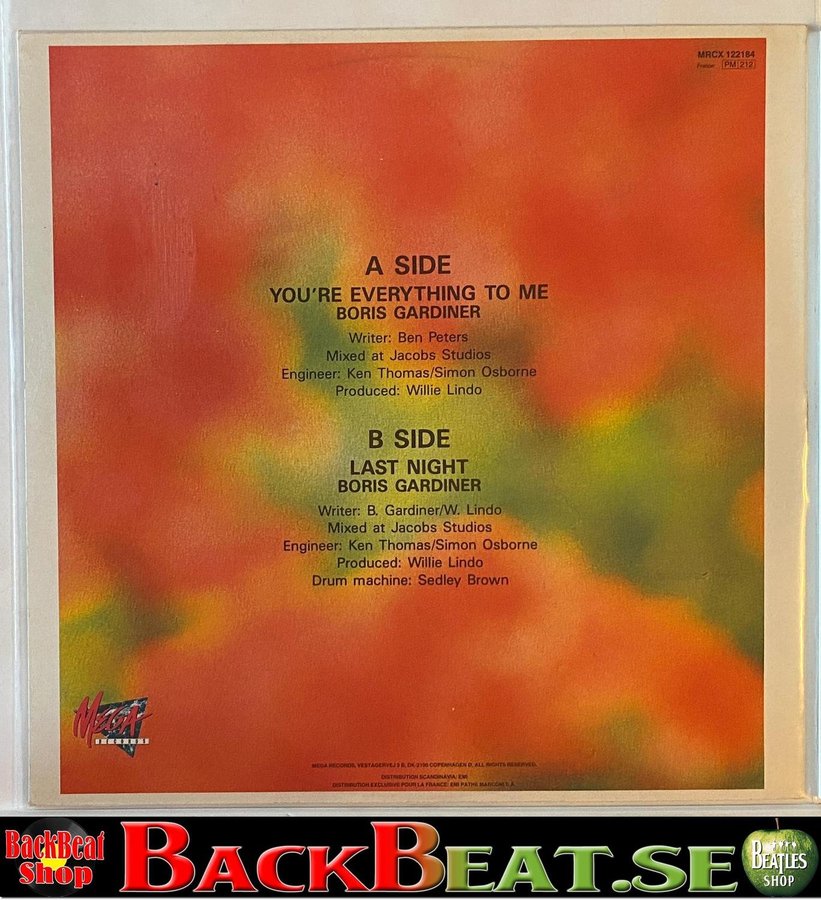 MRCX 122184
France: PM 212
A SIDE
YOU'RE EVERYTHING TO ME
BORIS GARDINER
Writer: Ben Peters
Mixed at Jacobs Studios
Engineer: Ken Thomas/Simon Osborne
Produced: Willie Lindo
B SIDE
LAST NIGHT
BORIS GARDINER
Writer: B. Gardiner/W. Lindo
Mixed at Jacobs Studios
Engineer: Ken Thomas/Simon Osborne
Produced: Willie Lindo
Drum machine: Sedley Brown
MEGA
RECORDS
MEGA RECORDS, VESTAGERVEJ 5 B, DK-2100 COPENHAGEN Ø. ALL RIGHTS RESERVED.
DISTRIBUTION SCANDINAVIA: EMI
DISTRIBUTION EXCLUSIVE POUR LA FRANCE: EMI PATHE MARCONI S.A.
BackBeat
Shop
BACKBEAT.SE
BEATLES
SHOP